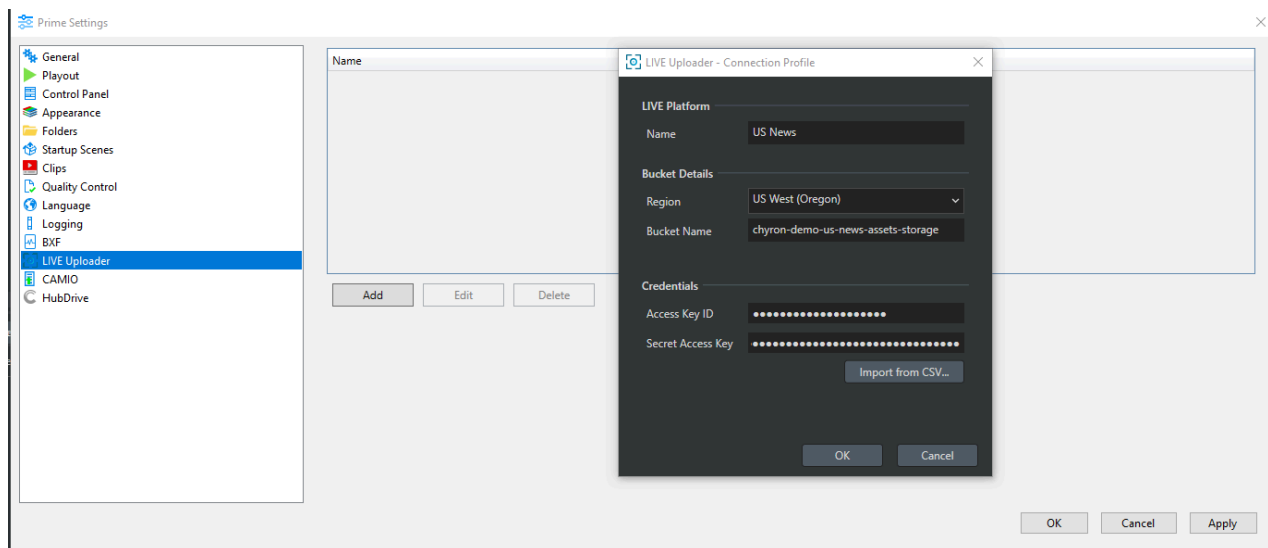 Prime Settings
General
Playout
Control Panel
Appearance
Folders
Startup Scenes
Clips
Quality Control
Language
Logging
BXF
LIVE Uploader
CAMIO
HubDrive
Name
Add
Edit
Delete
LIVE Uploader - Connection Profile
LIVE Platform
Name US News
Bucket Details
Region US West (Oregon)
Bucket Name chyron-demo-us-news-assets-storage
Credentials
Access Key ID
Secret Access Key
Import from CSV...
OK Cancel
OK Cancel Apply